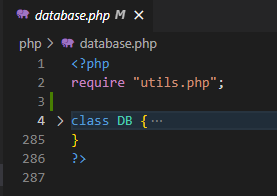 database.php M
php > database.php
1 <?php
2 require "utils.php";
3
4 > class DB { ···
285 }
286 ?>
287